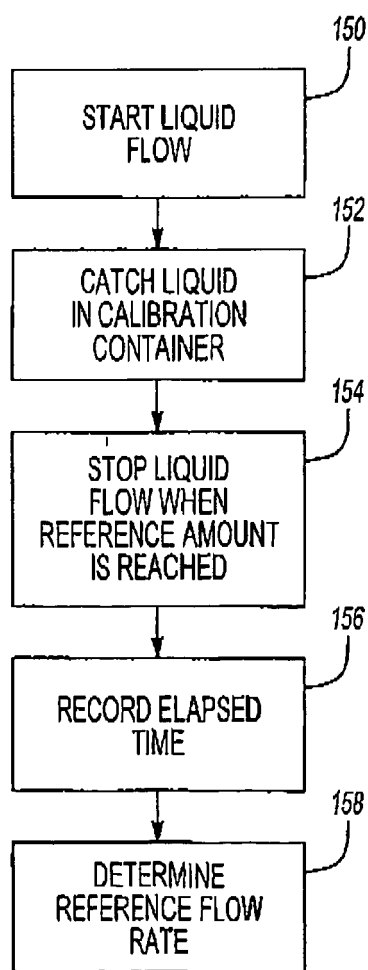 150
START LIQUID
FLOW
152
CATCH LIQUID
IN CALIBRATION
CONTAINER
154
STOP LIQUID
FLOW WHEN
REFERENCE AMOUNT
IS REACHED
156
RECORD ELAPSED
TIME
158
DETERMINE
REFERENCE FLOW
RATE